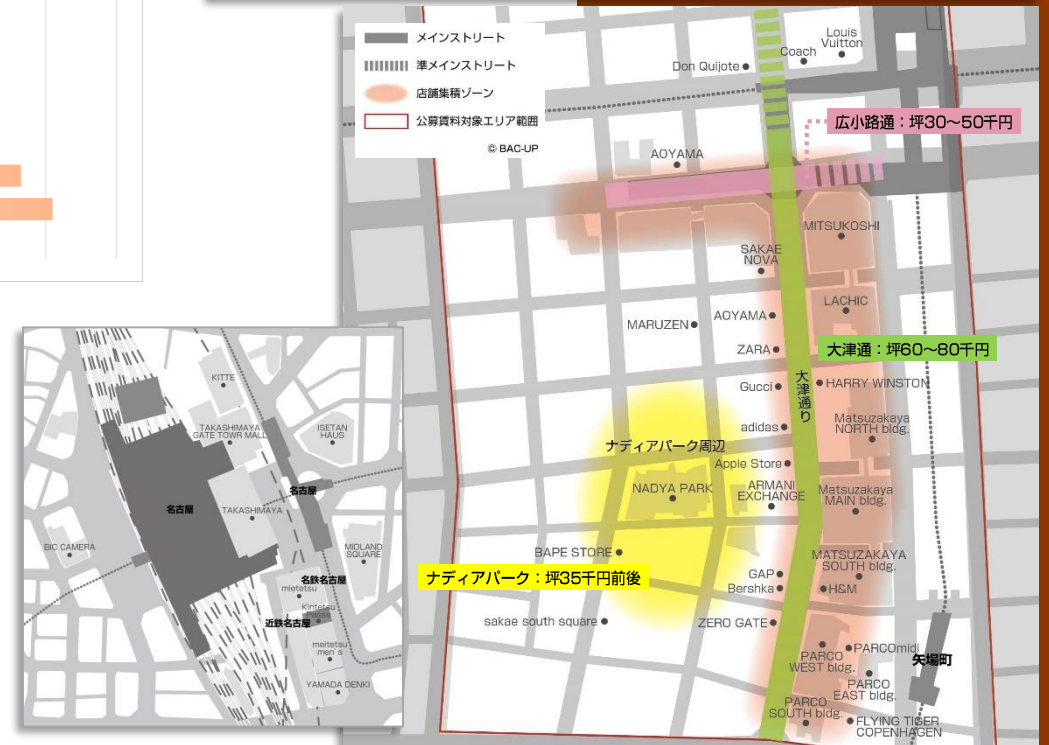 メインストリート
準メインストリート
店舗集積ゾーン
公募賃料対象エリア範囲
© BAC-UP
Louis
Vuitton
Coach
Don Quijote
広小路通：坪30～50千円
AOYAMA
MITSUKOSHI
SAKAE
NOVA
LACHIC
AOYAMA
MARUZEN
大津通：坪60～80千円
ZARA
大津通り
Gucci
HARRY WINSTON
Matsuzakaya
NORTH bldg.
adidas
ナディアパーク周辺
Apple Store
NADYA PARK
ARMANI
EXCHANGE
Matsuzakaya
MAIN bldg.
BAPE STORE
MATSUZAKAYA
SOUTH bldg.
ナディアパーク：坪35千円前後
GAP
Bershka
H&M
sakae south square
ZERO GATE
PARCO
WEST bldg.
PARCOmidi
矢場町
PARCO
EAST bldg.
PARCO
SOUTH bldg.
FLYING TIGER
COPENHAGEN
KITTE
TAKASHIMAYA
GATE TOWN MALL
ISETAN
HAUS
名古屋
名古屋
TAKASHIMAYA
BIC CAMERA
MIDLAND
SQUARE
名鉄名古屋
mietetsu
Kintetsu
近鉄名古屋
meitetsu
men's
YAMADA DENKI